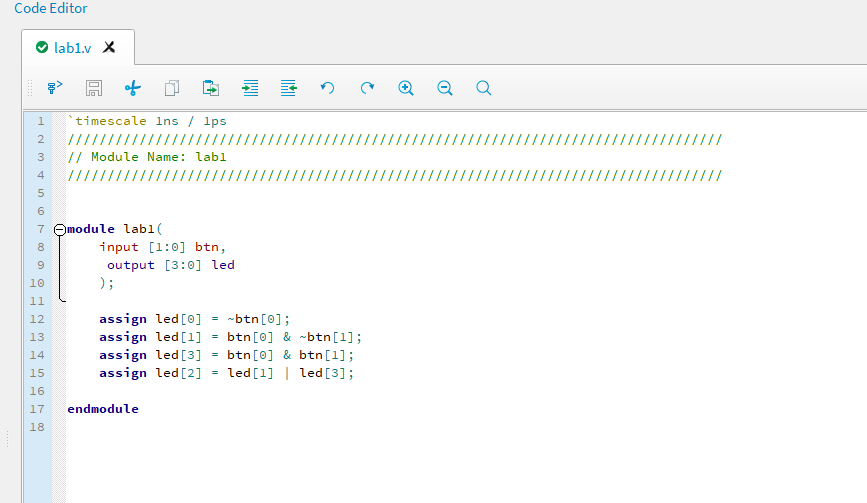 Code Editor
lab1.v
1 `timescale 1ns / 1ps
2 //////////////////////////////////////////////////////////////////////////////////
3 // Module Name: lab1
4 //////////////////////////////////////////////////////////////////////////////////
5
6
7 module lab1(
8     input [1:0] btn,
9      output [3:0] led
10     );
11
12     assign led[0] = ~btn[0];
13     assign led[1] = btn[0] & ~btn[1];
14     assign led[3] = btn[0] & btn[1];
15     assign led[2] = led[1] | led[3];
16
17 endmodule
18